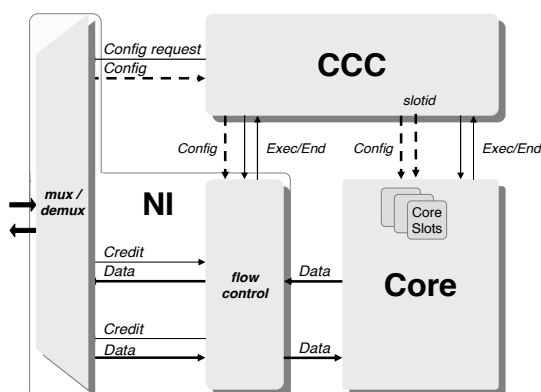 Config request
Config
CCC
slotid
Config
Exec/End
Config
Exec/End
mux /
demux
NI
Core
Slots
Credit
Data
flow
control
Data
Core
Credit
Data
Data